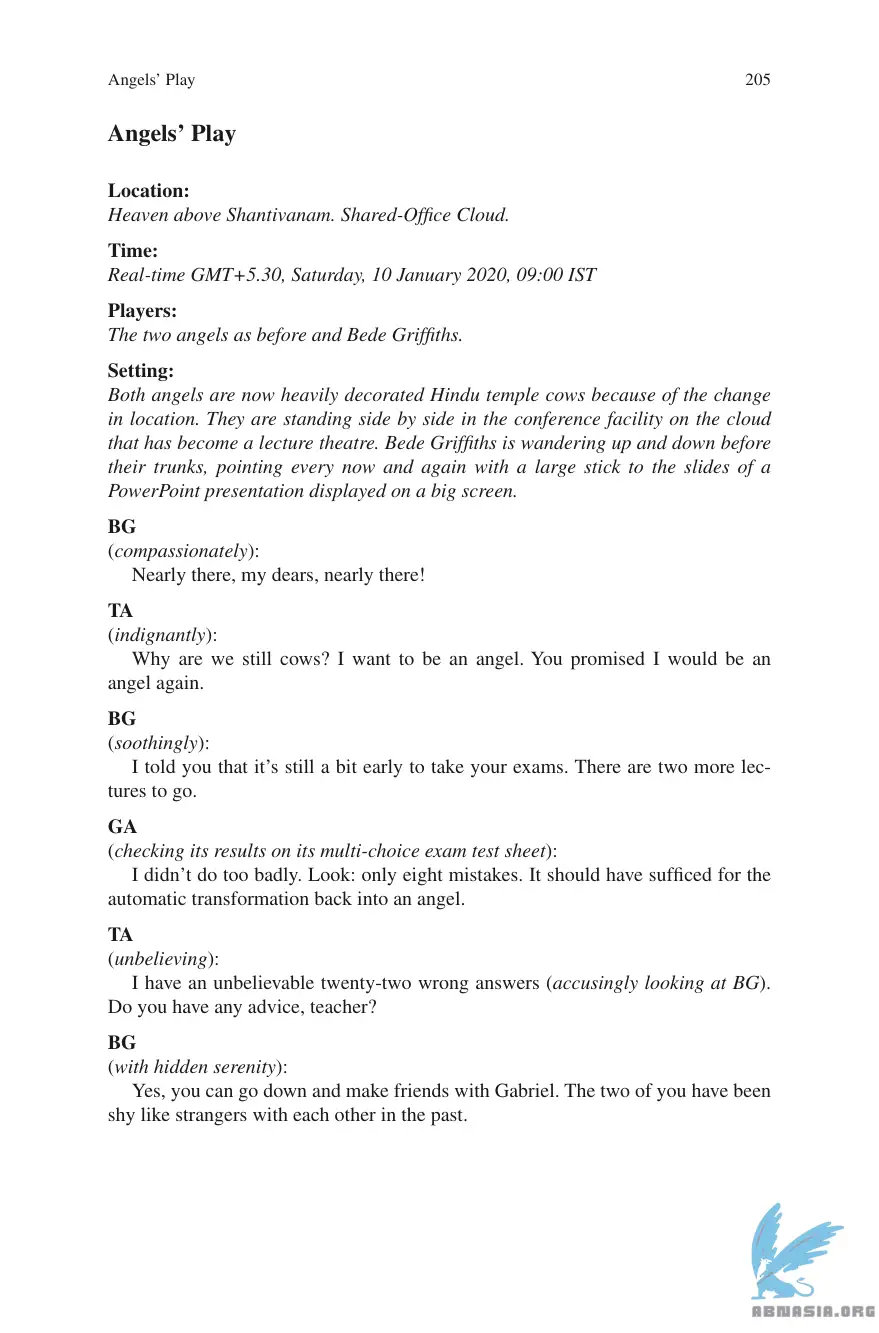 Angels’ Play 205
Angels’ Play
Location:
Heaven above Shantivanam. Shared-Office Cloud.
Time:
Real-time GMT+5.30, Saturday, 10 January 2020, 09:00 IST
Players:
The two angels as before and Bede Griffiths.
Setting:
Both angels are now heavily decorated Hindu temple cows because of the change
in location. They are standing side by side in the conference facility on the cloud
that has become a lecture theatre. Bede Griffiths is wandering up and down before
their trunks, pointing every now and again with a large stick to the slides of a
PowerPoint presentation displayed on a big screen.
BG
(compassionately):
Nearly there, my dears, nearly there!
TA
(indignantly):
Why are we still cows? I want to be an angel. You promised I would be an
angel again.
BG
(soothingly):
I told you that it’s still a bit early to take your exams. There are two more lec-
tures to go.
GA
(checking its results on its multi-choice exam test sheet):
I didn’t do too badly. Look: only eight mistakes. It should have sufficed for the
automatic transformation back into an angel.
TA
(unbelieving):
I have an unbelievable twenty-two wrong answers (accusingly looking at BG).
Do you have any advice, teacher?
BG
(with hidden serenity):
Yes, you can go down and make friends with Gabriel. The two of you have been
shy like strangers with each other in the past.
ABNASIA.ORG